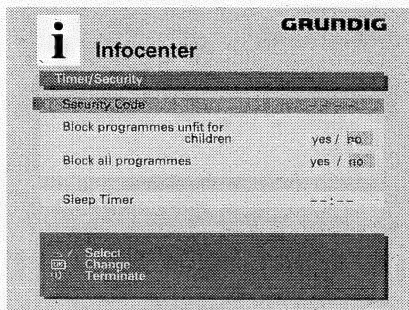 GRUNDIG
i Infocenter
Timer/Security
Security Code - - - -
Block programmes unfit for
children yes / no
Block all programmes yes / no
Sleep Timer --:--
Select
OK Change
Terminate